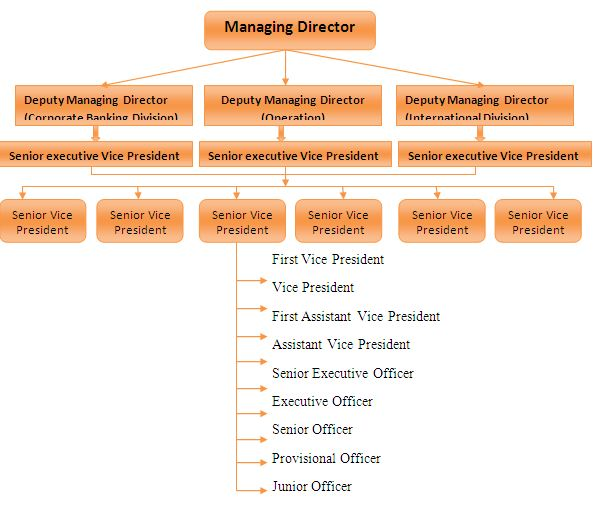 Managing Director
Deputy Managing Director
(Corporate Banking Division)
Deputy Managing Director
(Operation)
Deputy Managing Director
(International Division)
Senior executive Vice President
Senior executive Vice President
Senior executive Vice President
Senior Vice
President
Senior Vice
President
Senior Vice
President
Senior Vice
President
Senior Vice
President
Senior Vice
President
First Vice President
Vice President
First Assistant Vice President
Assistant Vice President
Senior Executive Officer
Executive Officer
Senior Officer
Provisional Officer
Junior Officer